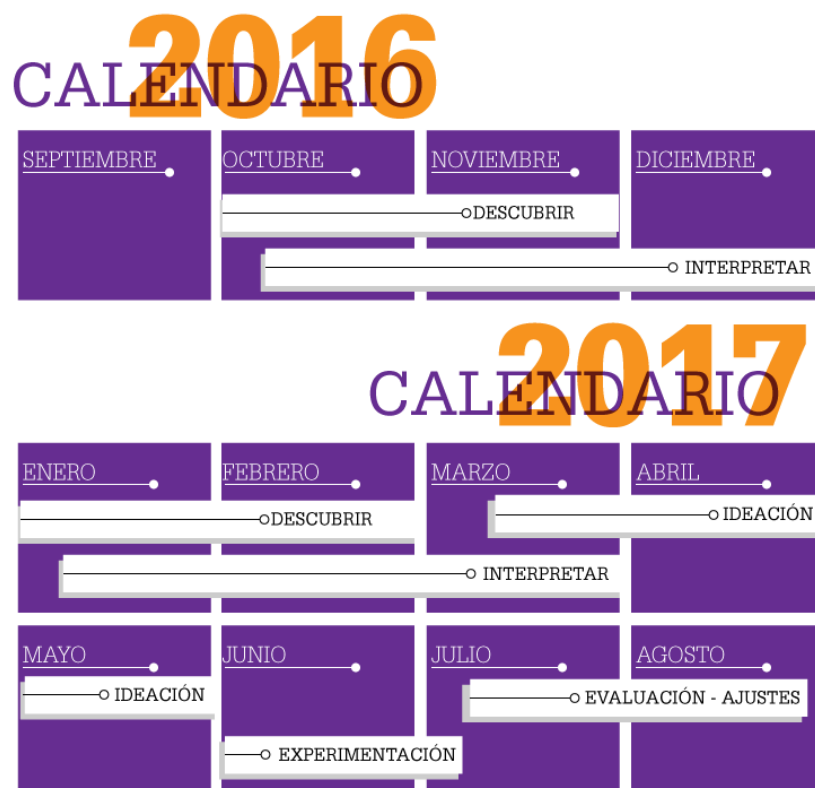 CALENDARIO 2016
SEPTIEMBRE OCTUBRE NOVIEMBRE DICIEMBRE
DESCUBRIR
INTERPRETAR
CALENDARIO 2017
ENERO FEBRERO MARZO ABRIL
IDEACIÓN
DESCUBRIR
INTERPRETAR
MAYO JUNIO JULIO AGOSTO
IDEACIÓN EVALUACIÓN - AJUSTES
EXPERIMENTACIÓN